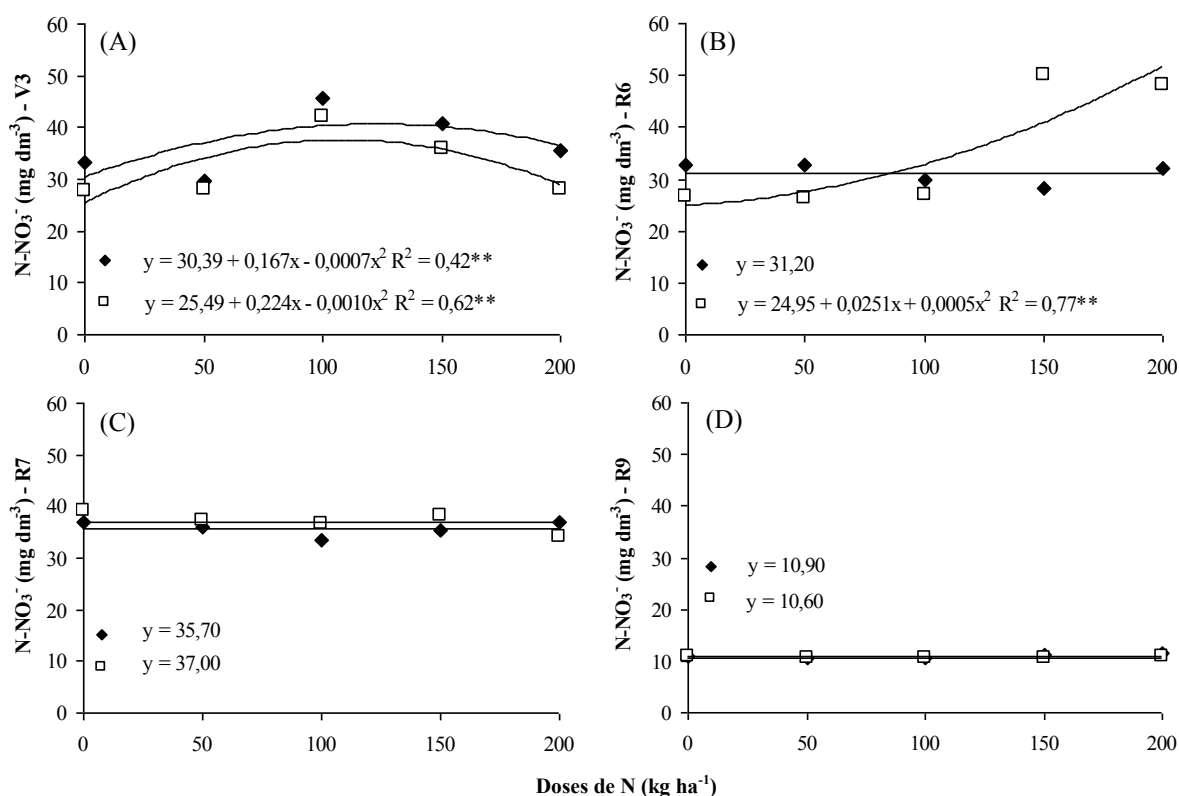 (A)
N-NO₃⁻ (mg dm⁻³) - V3
60
50
40
30
20
10
0
y = 30,39 + 0,167x - 0,0007x² R² = 0,42**
y = 25,49 + 0,224x - 0,0010x² R² = 0,62**
0 50 100 150 200
(B)
N-NO₃⁻ (mg dm⁻³) - R6
60
50
40
30
20
10
0
y = 31,20
y = 24,95 + 0,0251x + 0,0005x² R² = 0,77**
0 50 100 150 200
(C)
N-NO₃⁻ (mg dm⁻³) - R7
60
50
40
30
20
10
0
y = 35,70
y = 37,00
0 50 100 150 200
(D)
N-NO₃⁻ (mg dm⁻³) - R9
60
50
40
30
20
10
0
y = 10,90
y = 10,60
0 50 100 150 200
Doses de N (kg ha⁻¹)